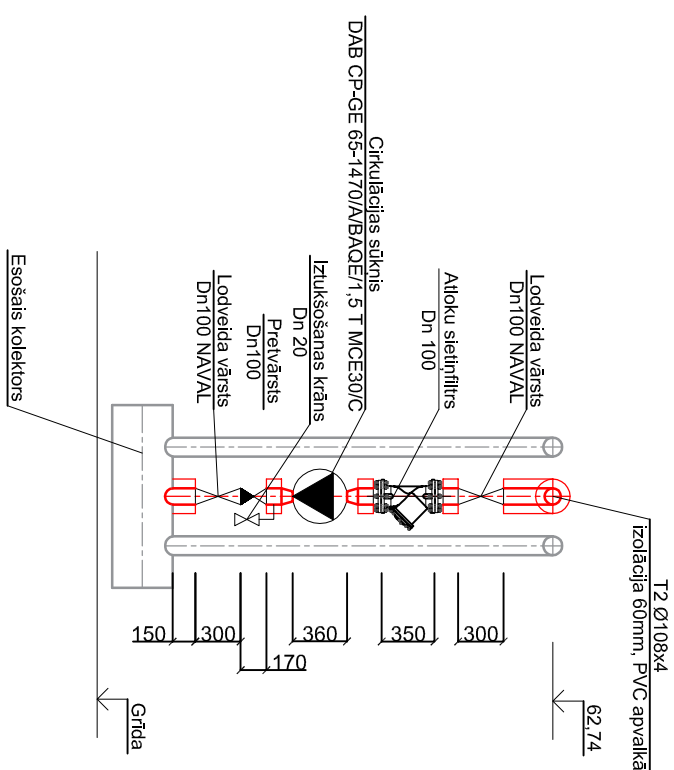 T2 Ø108x4
izolācija 60mm, PVC apvalkā
62,74
Lodveida vārsts
Dn100 NAVAL
Atloku sietiņfiltrs
Dn 100
Cirkulācijas sūknis
DAB CP-GE 65-1470/A/BAQE/1,5 T MCE30/C
Iztukšošanas krāns
Dn 20
Pretvārsts
Dn100
Lodveida vārsts
Dn100 NAVAL
Esošais kolektors
150
300
170
360
350
300
Grīda